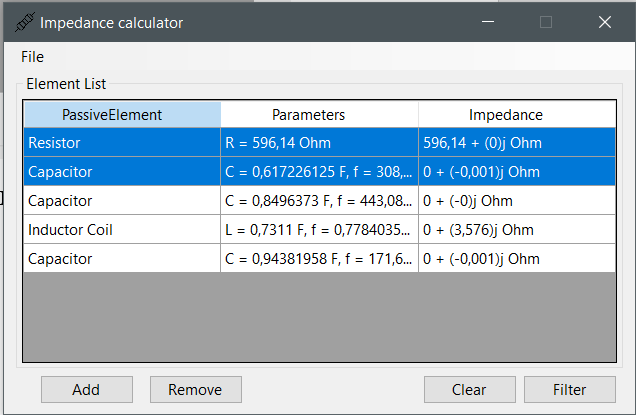 Impedance calculator
File
Element List
PassiveElement Parameters Impedance
Resistor R = 596,14 Ohm 596,14 + (0)j Ohm
Capacitor C = 0,617226125 F, f = 308,... 0 + (-0,001)j Ohm
Capacitor C = 0,8496373 F, f = 443,08... 0 + (-0)j Ohm
Inductor Coil L = 0,7311 F, f = 0,7784035... 0 + (3,576)j Ohm
Capacitor C = 0,94381958 F, f = 171,6... 0 + (-0,001)j Ohm
Add Remove Clear Filter